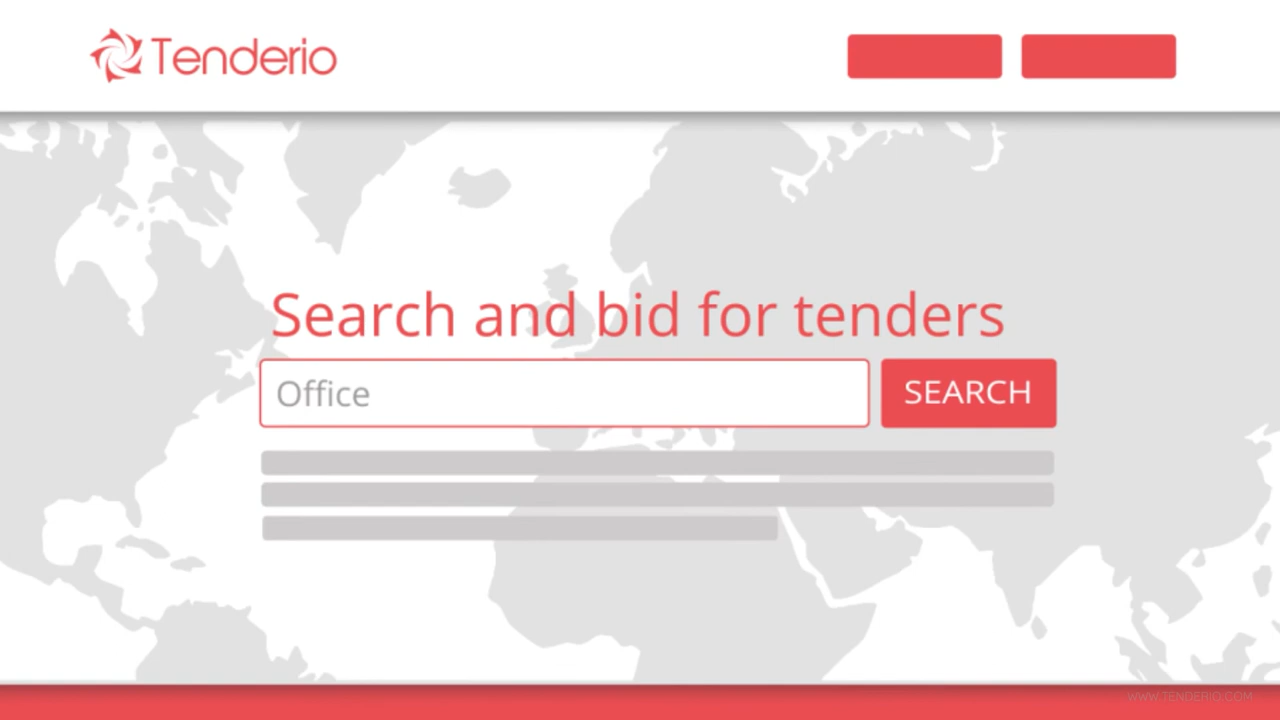 Tenderio
Search and bid for tenders
Office
SEARCH
WWW.TENDERIO.COM